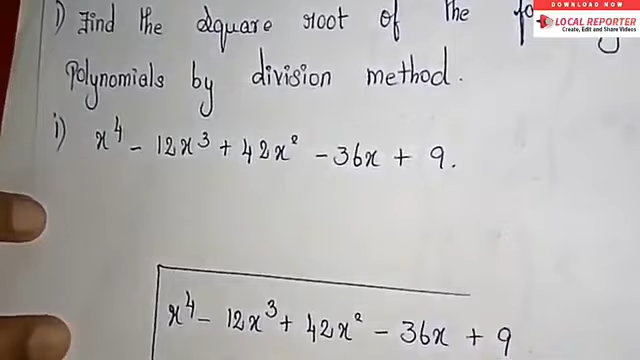 DOWNLOAD NOW
LOCAL REPORTER
Create, Edit and Share Videos
1) Find the square root of the
Polynomials by division method.
i) x⁴ - 12x³ + 42x² - 36x + 9.
x⁴ - 12x³ + 42x² - 36x + 9